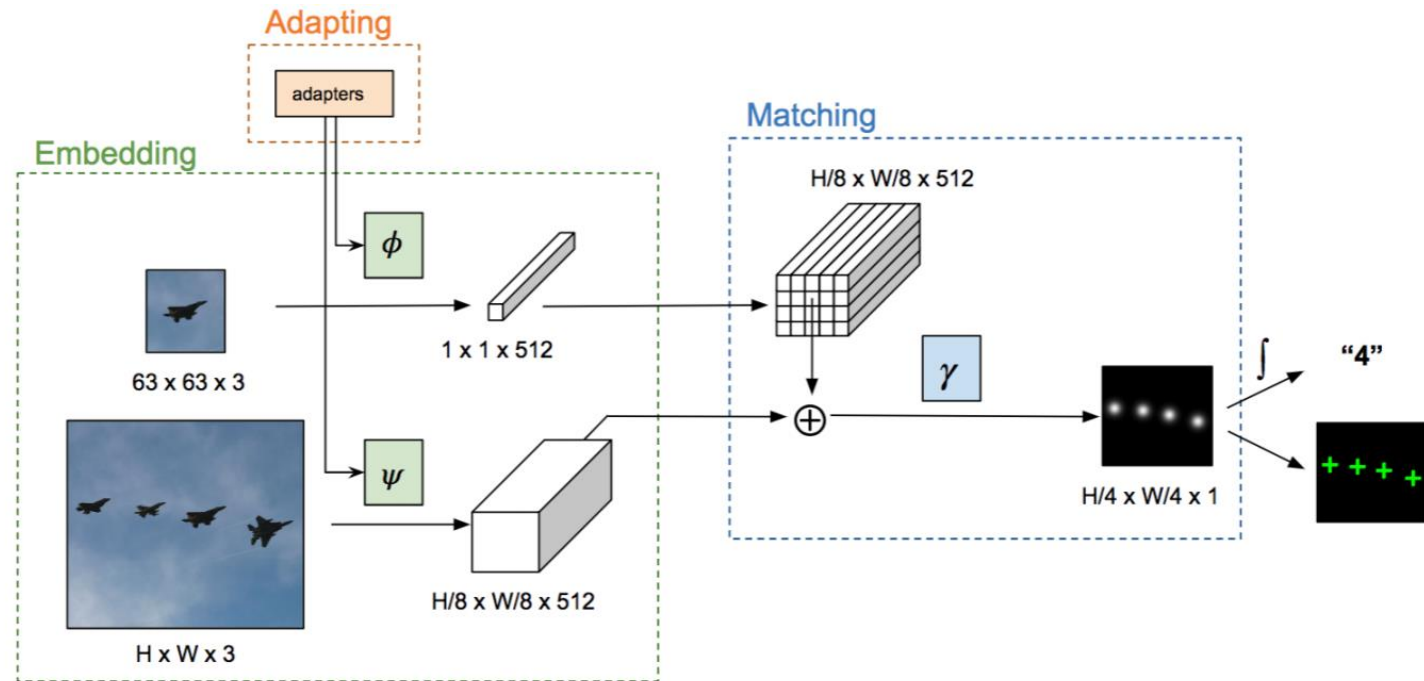 Adapting
adapters
Embedding
Matching
H/8 x W/8 x 512
ϕ
1 x 1 x 512
63 x 63 x 3
γ
∫
“4”
ψ
H/4 x W/4 x 1
H/8 x W/8 x 512
H x W x 3